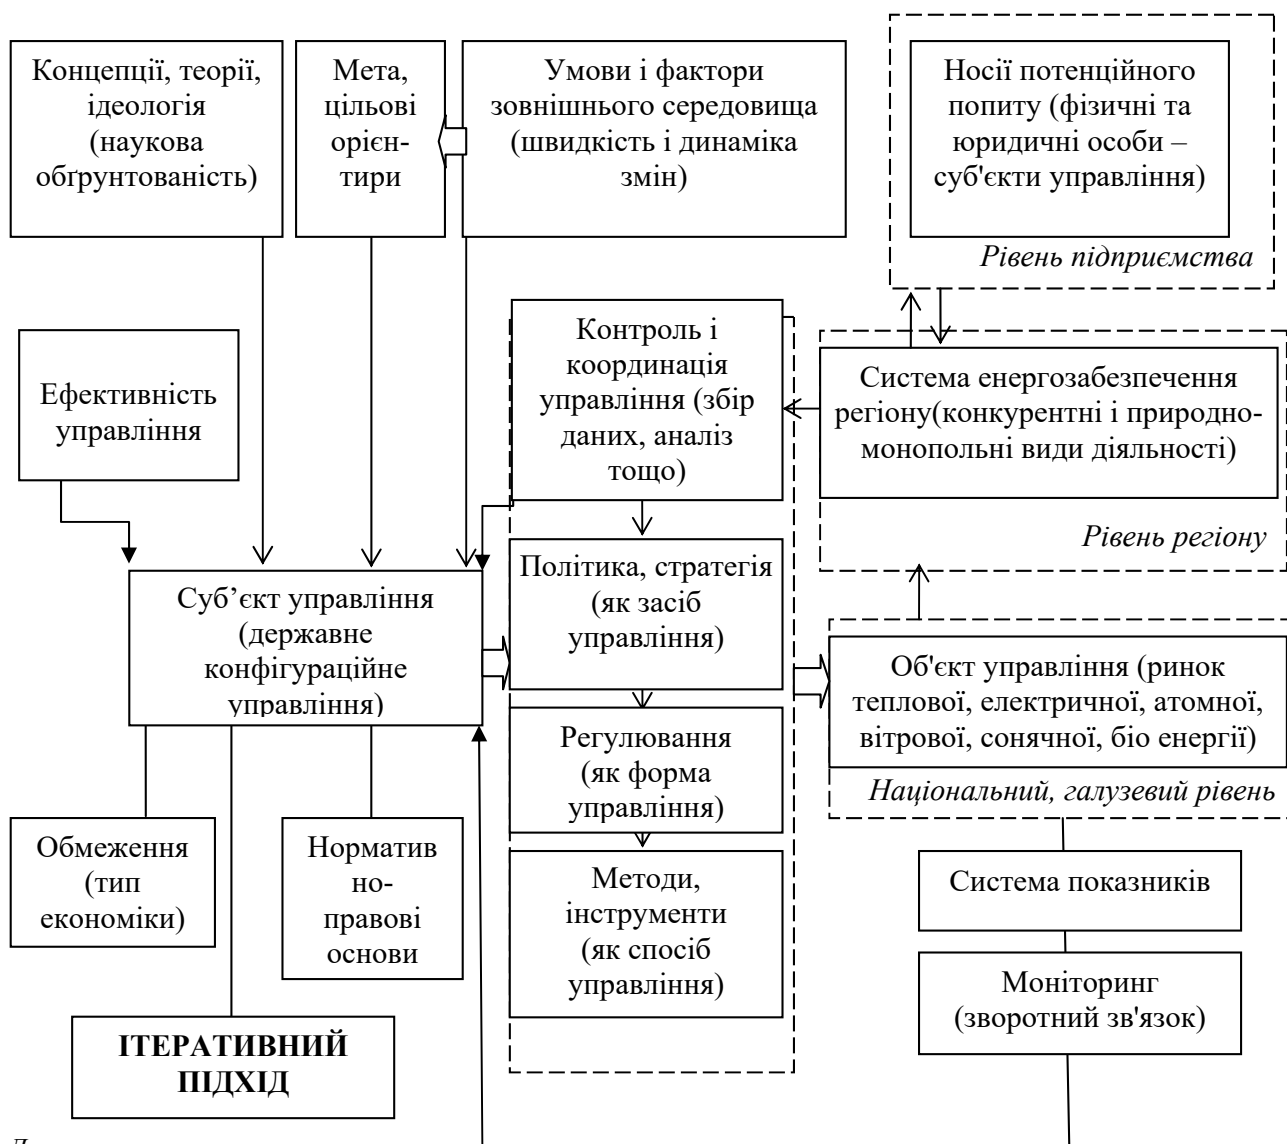 Концепції, теорії,
ідеологія
(наукова
обґрунтованість)
Мета,
цільові
орієн-
тири
Умови і фактори
зовнішнього середовища
(швидкість і динаміка
змін)
Носії потенційного
попиту (фізичні та
юридичні особи –
суб'єкти управління)
Рівень підприємства
Ефективність
управління
Контроль і
координація
управління (збір
даних, аналіз
тощо)
Система енергозабезпечення
регіону(конкурентні і природно-
монопольні види діяльності)
Рівень регіону
Суб’єкт управління
(державне
конфігураційне
управління)
Політика, стратегія
(як засіб
управління)
Об'єкт управління (ринок
теплової, електричної, атомної,
вітрової, сонячної, біо енергії)
Національний, галузевий рівень
Регулювання
(як форма
управління)
Обмеження
(тип
економіки)
Норматив
но-
правові
основи
Методи,
інструменти
(як спосіб
управління)
Система показників
Моніторинг
(зворотний зв'язок)
ІТЕРАТИВНИЙ
ПІДХІД